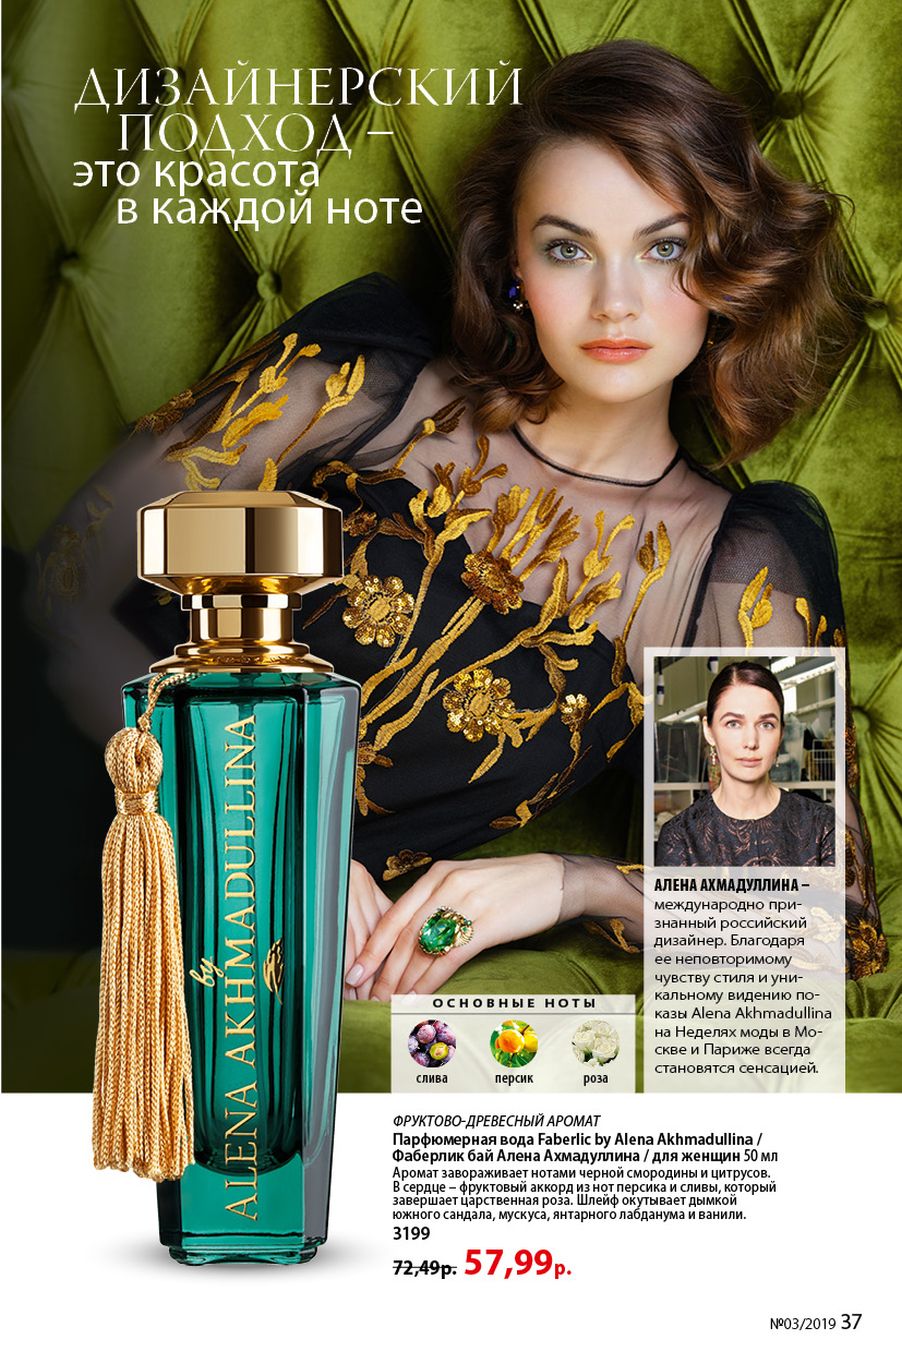 ДИЗАЙНЕРСКИЙ
ПОДХОД –
это красота
в каждой ноте
by
ALENA AKHMADULLINA
АЛЕНА АХМАДУЛЛИНА –
международно при-
знанный российский
дизайнер. Благодаря
ее неповторимому
чувству стиля и уни-
кальному видению по-
казы Alena Akhmadullina
на Неделях моды в Мо-
скве и Париже всегда
становятся сенсацией.
ОСНОВНЫЕ НОТЫ
слива персик роза
ФРУКТОВО-ДРЕВЕСНЫЙ АРОМАТ
Парфюмерная вода Faberlic by Alena Akhmadullina /
Фаберлик бай Алена Ахмадуллина / для женщин 50 мл
Аромат завораживает нотами черной смородины и цитрусов.
В сердце – фруктовый аккорд из нот персика и сливы, который
завершает царственная роза. Шлейф окутывает дымкой
южного сандала, мускуса, янтарного лабданума и ванили.
3199
72,49р. 57,99р.
№03/2019 37